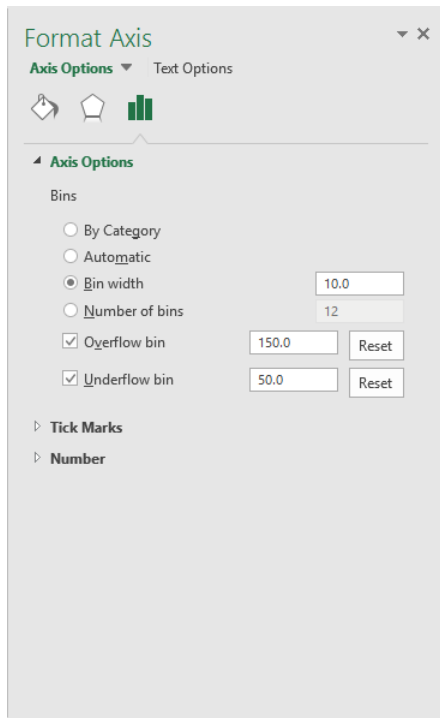 Format Axis
Axis Options Text Options
Axis Options
Bins
By Category
Automatic
Bin width 10.0
Number of bins 12
Overflow bin 150.0 Reset
Underflow bin 50.0 Reset
Tick Marks
Number